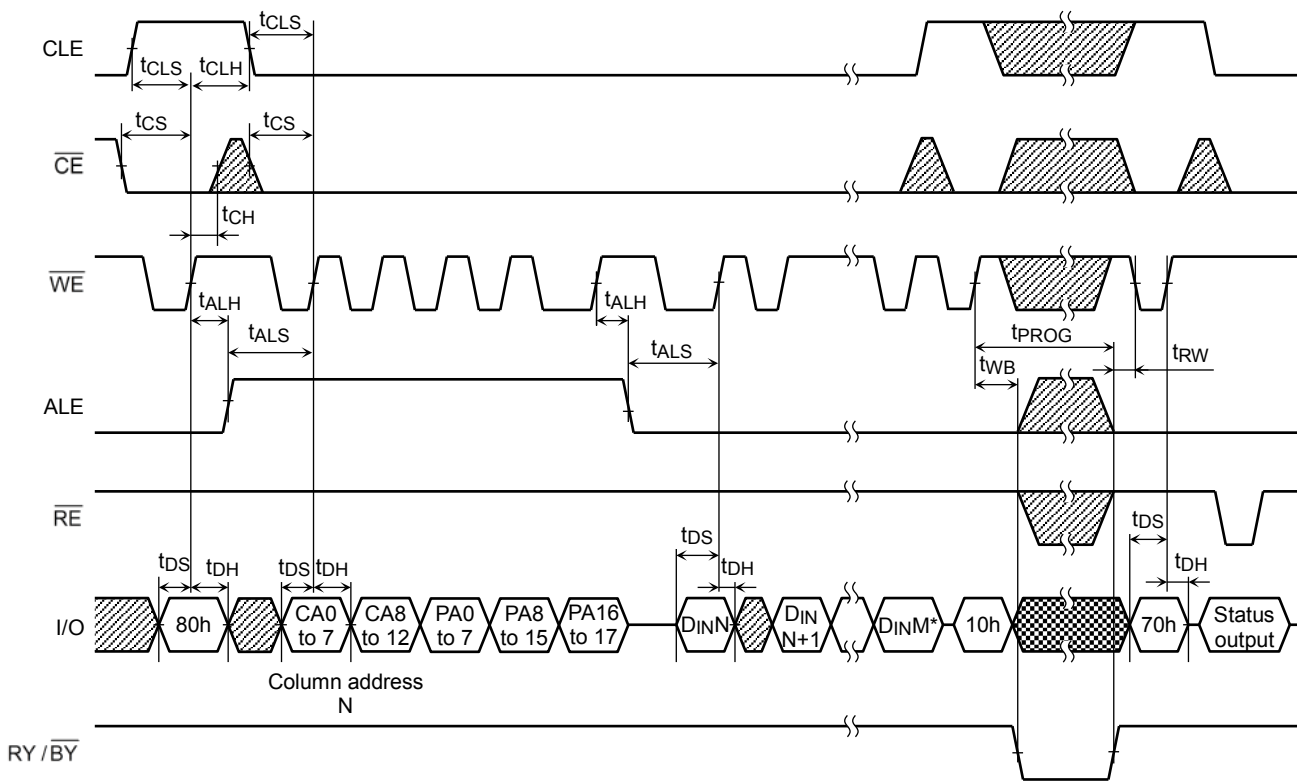 CLE
tCLS
tCLS
tCLH
CE
tCS
tCS
tCH
WE
tALH
tALS
tALH
tALS
tPROG
tWB
tRW
ALE
RE
tDS
tDH
tDS
tDH
tDS
tDH
tDS
tDH
I/O
80h
CA0
to 7
CA8
to 12
PA0
to 7
PA8
to 15
PA16
to 17
DINN
DIN
N+1
DINM*
10h
70h
Status
output
Column address
N
RY / BY